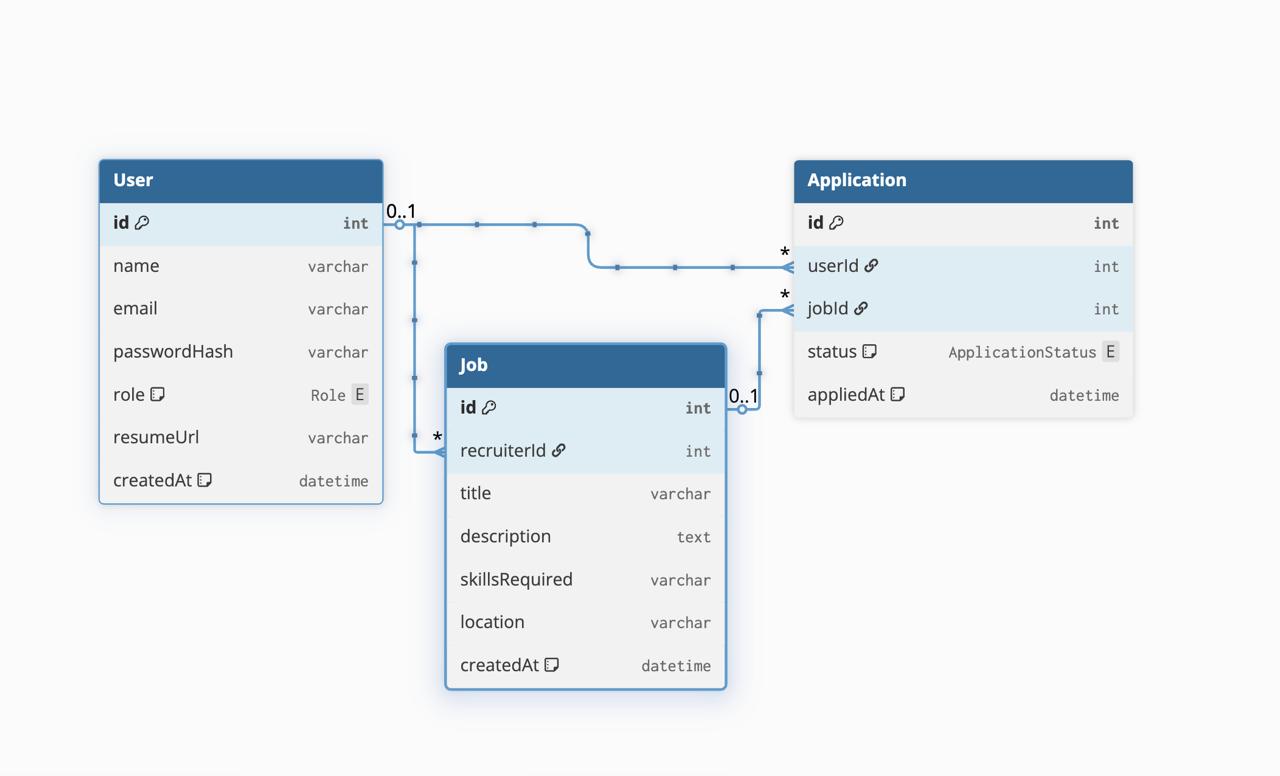 User
id int
name varchar
email varchar
passwordHash varchar
role Role E
resumeUrl varchar
createdAt datetime
0..1
*
*
Application
id int
userId int
jobId int
status ApplicationStatus E
appliedAt datetime
*
0..1
Job
id int
recruiterId int
title varchar
description text
skillsRequired varchar
location varchar
createdAt datetime